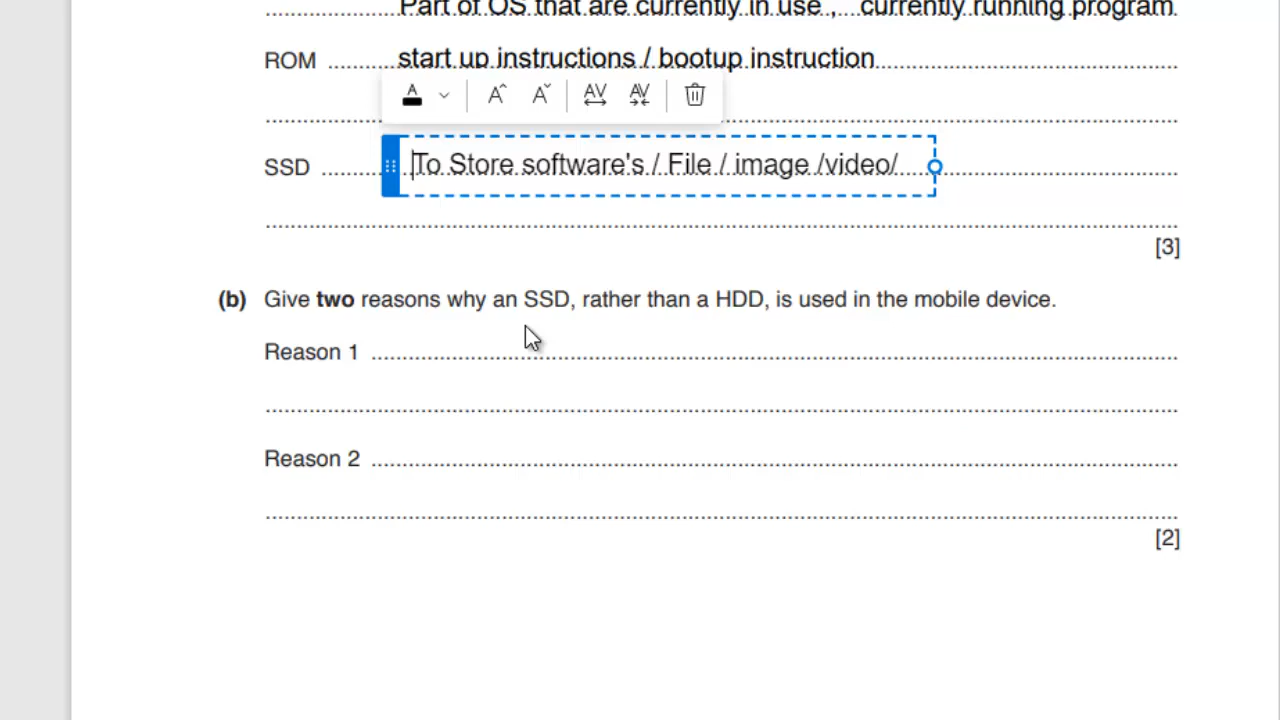 Part of OS that are currently in use , currently running program
ROM start up instructions / bootup instruction
A A A AV AV
SSD To Store software's / File / image /video/
[3]
(b) Give two reasons why an SSD, rather than a HDD, is used in the mobile device.
Reason 1
Reason 2
[2]